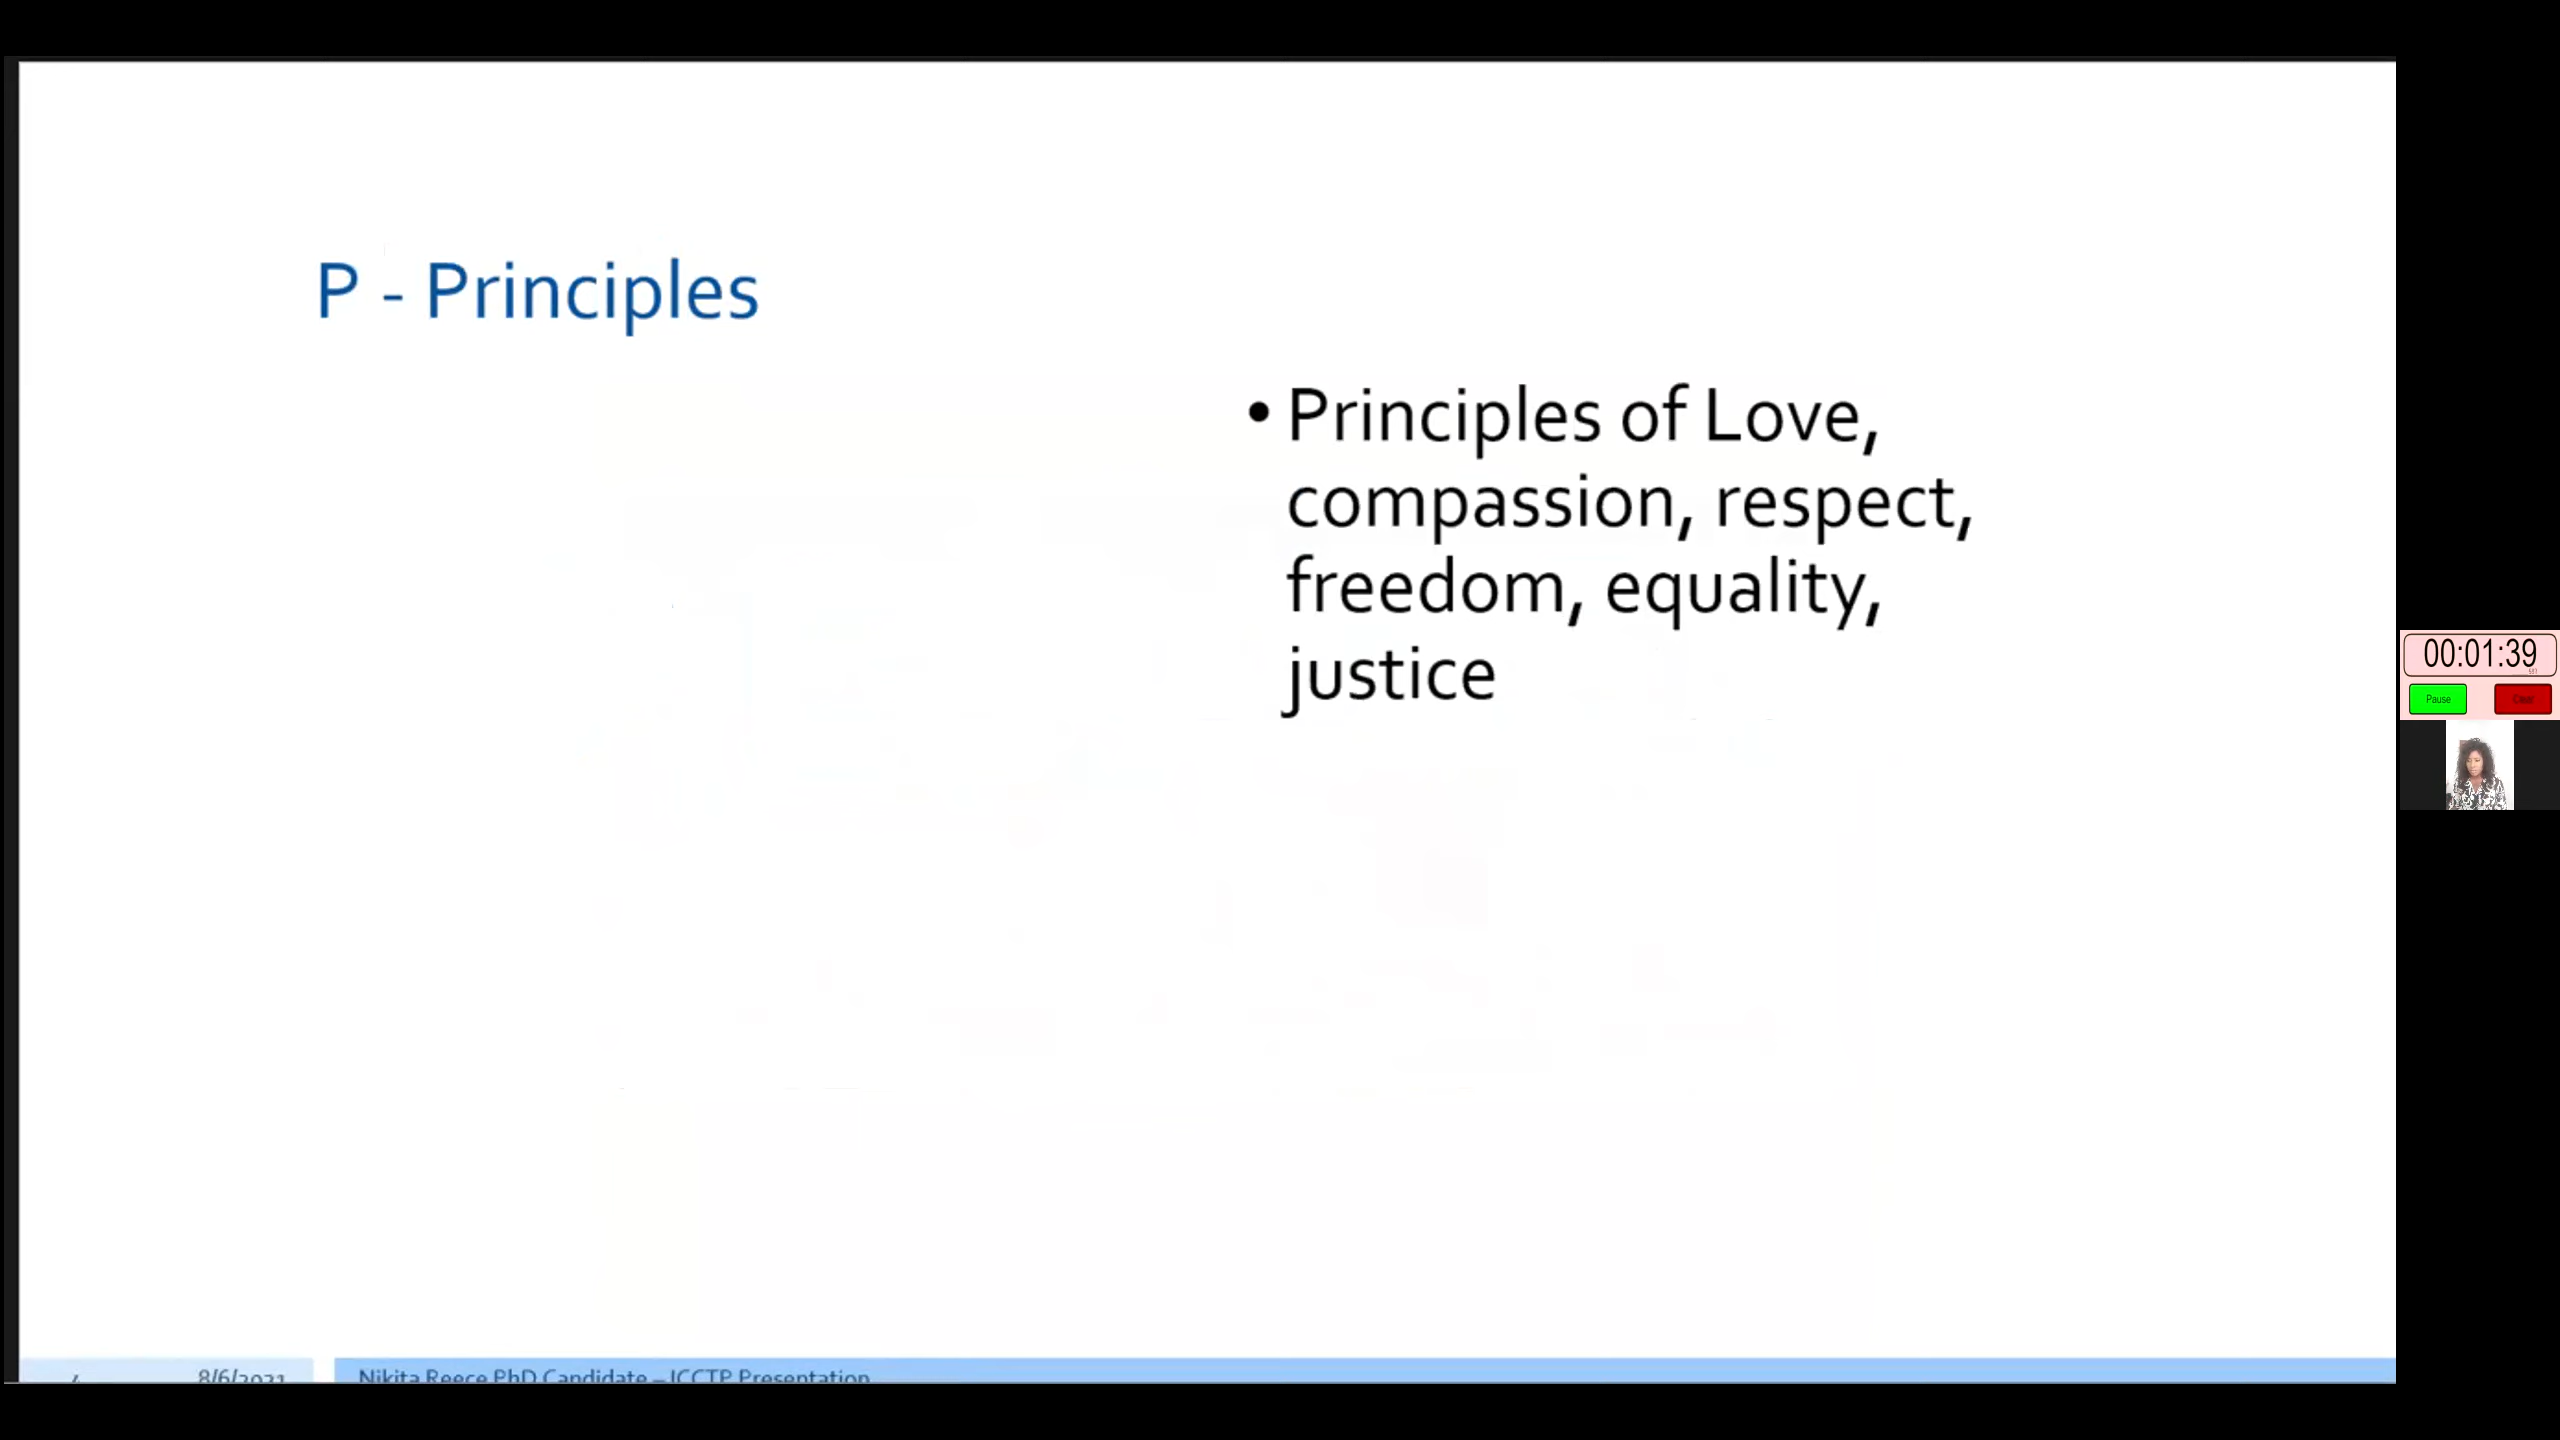 P - Principles
• Principles of Love,
compassion, respect,
freedom, equality,
justice
00:01:39
Pause
Clear
8/6/2021
Nikita Reece PhD Candidate – ICCTP Presentation